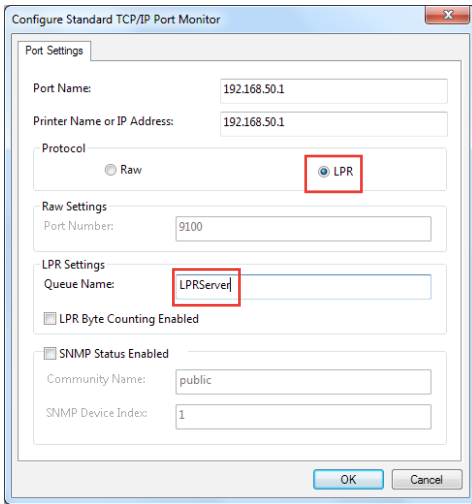 Configure Standard TCP/IP Port Monitor
Port Settings
Port Name: 192.168.50.1
Printer Name or IP Address: 192.168.50.1
Protocol
Raw LPR
Raw Settings
Port Number: 9100
LPR Settings
Queue Name: LPRServer
LPR Byte Counting Enabled
SNMP Status Enabled
Community Name: public
SNMP Device Index: 1
OK Cancel